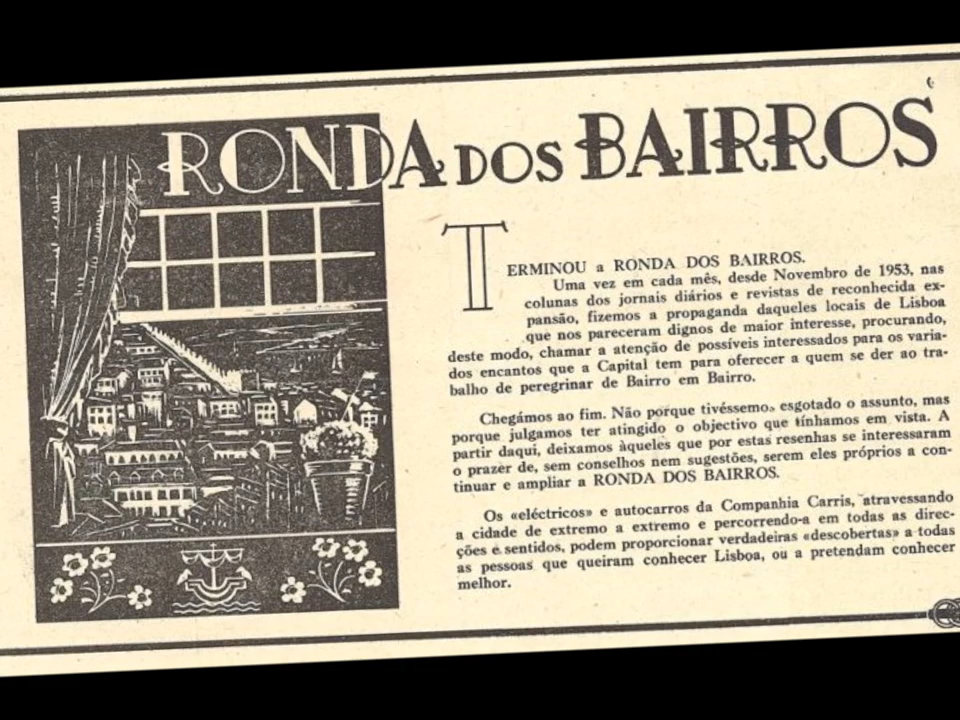 RONDA DOS BAIRROS
TERMINOU a RONDA DOS BAIRROS.
Uma vez em cada mês, desde Novembro de 1953, nas
colunas dos jornais diários e revistas de reconhecida ex-
pansão, fizemos a propaganda daqueles locais de Lisboa
que nos pareceram dignos de maior interesse, procurando,
deste modo, chamar a atenção de possíveis interessados para os varia-
dos encantos que a Capital tem para oferecer a quem se der ao tra-
balho de peregrinar de Bairro em Bairro.
Chegámos ao fim. Não porque tivéssemos esgotado o assunto, mas
porque julgamos ter atingido o objectivo que tínhamos em vista. A
partir daqui, deixamos àqueles que por estas resenhas se interessaram
o prazer de, sem conselhos nem sugestões, serem eles próprios a con-
tinuar e ampliar a RONDA DOS BAIRROS.
Os «eléctricos» e autocarros da Companhia Carris, atravessando
a cidade de extremo a extremo e percorrendo-a em todas as direc-
ções e sentidos, podem proporcionar verdadeiras «descobertas» a todas
as pessoas que queiram conhecer Lisboa, ou a pretendam conhecer
melhor.